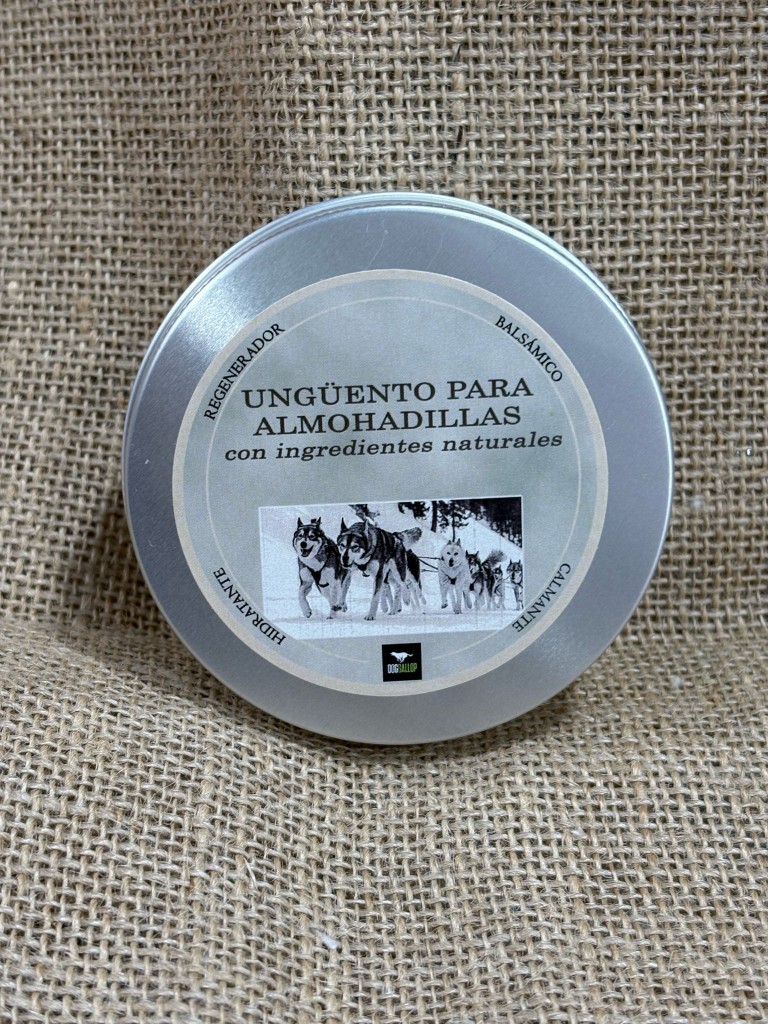 REGENERADOR
BALSÁMICO
UNGÜENTO PARA
ALMOHADILLAS
con ingredientes naturales
HIDRATANTE
CALMANTE
DOGGALLOP